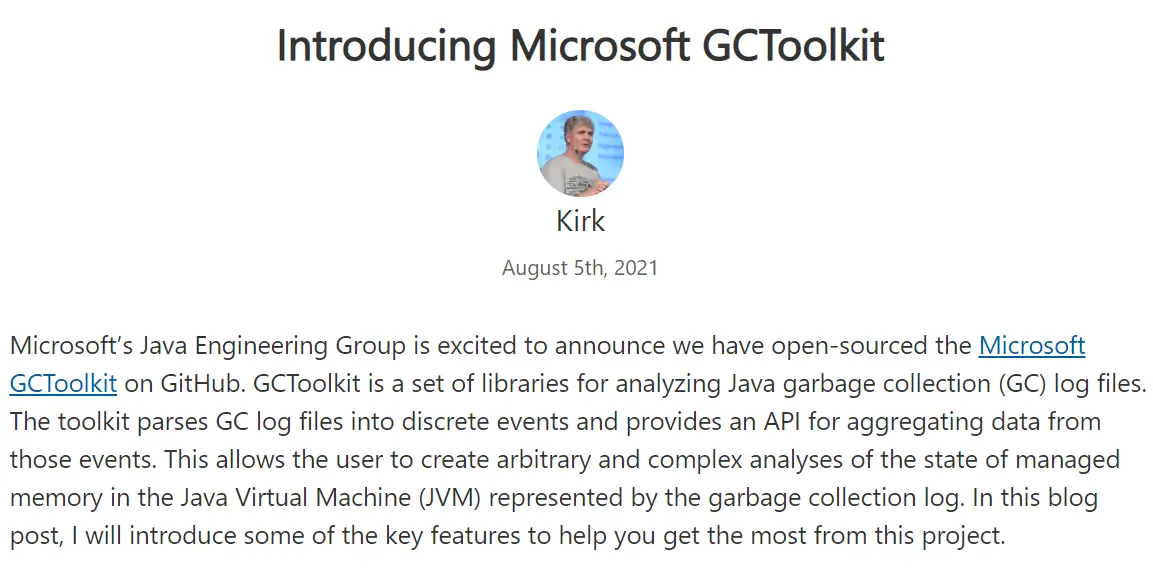 Introducing Microsoft GCToolkit
Kirk
August 5th, 2021
Microsoft’s Java Engineering Group is excited to announce we have open-sourced the Microsoft
GCToolkit on GitHub. GCToolkit is a set of libraries for analyzing Java garbage collection (GC) log files.
The toolkit parses GC log files into discrete events and provides an API for aggregating data from
those events. This allows the user to create arbitrary and complex analyses of the state of managed
memory in the Java Virtual Machine (JVM) represented by the garbage collection log. In this blog
post, I will introduce some of the key features to help you get the most from this project.